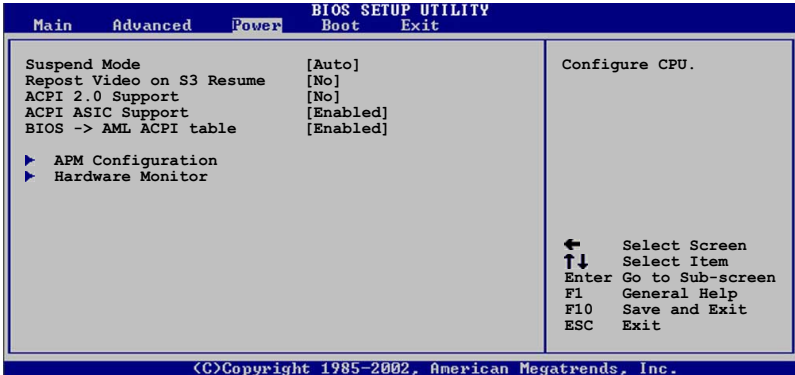 BIOS SETUP UTILITY
Main Advanced Power Boot Exit
Suspend Mode [Auto]
Repost Video on S3 Resume [No]
ACPI 2.0 Support [No]
ACPI ASIC Support [Enabled]
BIOS -> AML ACPI table [Enabled]
APM Configuration
Hardware Monitor
Configure CPU.
← Select Screen
↑↓ Select Item
Enter Go to Sub-screen
F1 General Help
F10 Save and Exit
ESC Exit
(C)Copyright 1985-2002, American Megatrends, Inc.